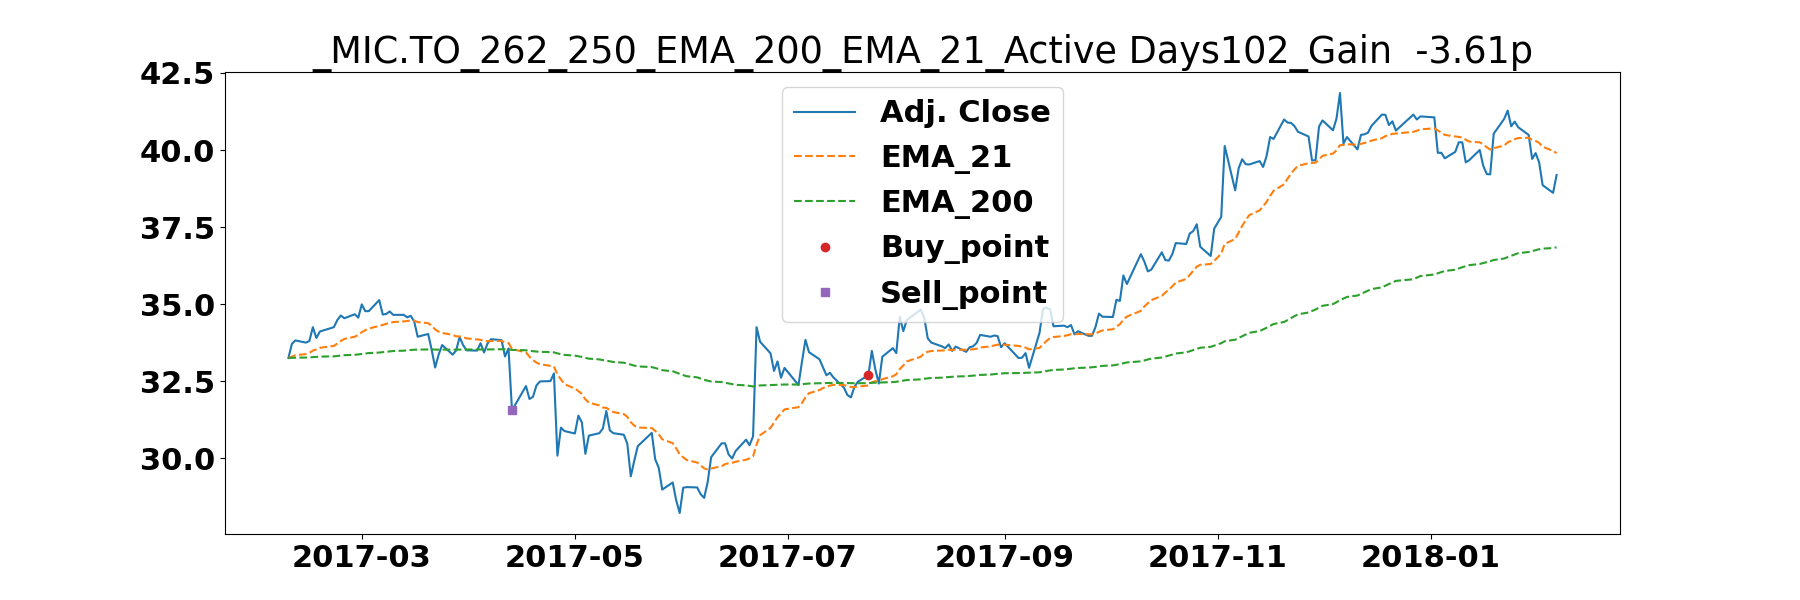 _MIC.TO_262_250_EMA_200_EMA_21_Active Days102_Gain  -3.61p
42.5
40.0
37.5
35.0
32.5
30.0
Adj. Close
EMA_21
EMA_200
Buy_point
Sell_point
2017-03 2017-05 2017-07 2017-09 2017-11 2018-01